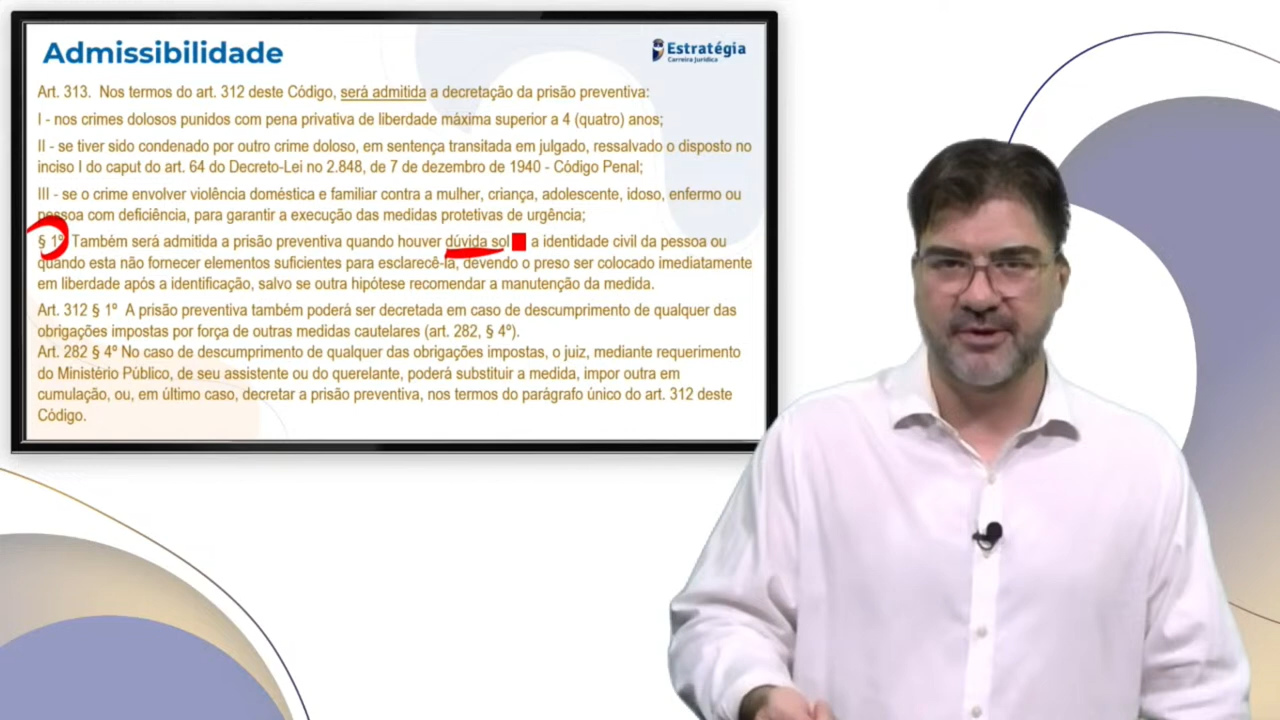 Admissibilidade
Estratégia
Carreira Jurídica
Art. 313. Nos termos do art. 312 deste Código, será admitida a decretação da prisão preventiva:
I - nos crimes dolosos punidos com pena privativa de liberdade máxima superior a 4 (quatro) anos;
II - se tiver sido condenado por outro crime doloso, em sentença transitada em julgado, ressalvado o disposto no
inciso I do caput do art. 64 do Decreto-Lei no 2.848, de 7 de dezembro de 1940 - Código Penal;
III - se o crime envolver violência doméstica e familiar contra a mulher, criança, adolescente, idoso, enfermo ou
pessoa com deficiência, para garantir a execução das medidas protetivas de urgência;
§ 1º Também será admitida a prisão preventiva quando houver dúvida a identidade civil da pessoa ou
quando esta não fornecer elementos suficientes para esclarecê-la, devendo o preso ser colocado imediatamente
em liberdade após a identificação, salvo se outra hipótese recomendar a manutenção da medida.
Art. 312 § 1º A prisão preventiva também poderá ser decretada em caso de descumprimento de qualquer das
obrigações impostas por força de outras medidas cautelares (art. 282, § 4º).
Art. 282 § 4º No caso de descumprimento de qualquer das obrigações impostas, o juiz, mediante requerimento
do Ministério Público, de seu assistente ou do querelante, poderá substituir a medida, impor outra em
cumulação, ou, em último caso, decretar a prisão preventiva, nos termos do parágrafo único do art. 312 deste
Código.